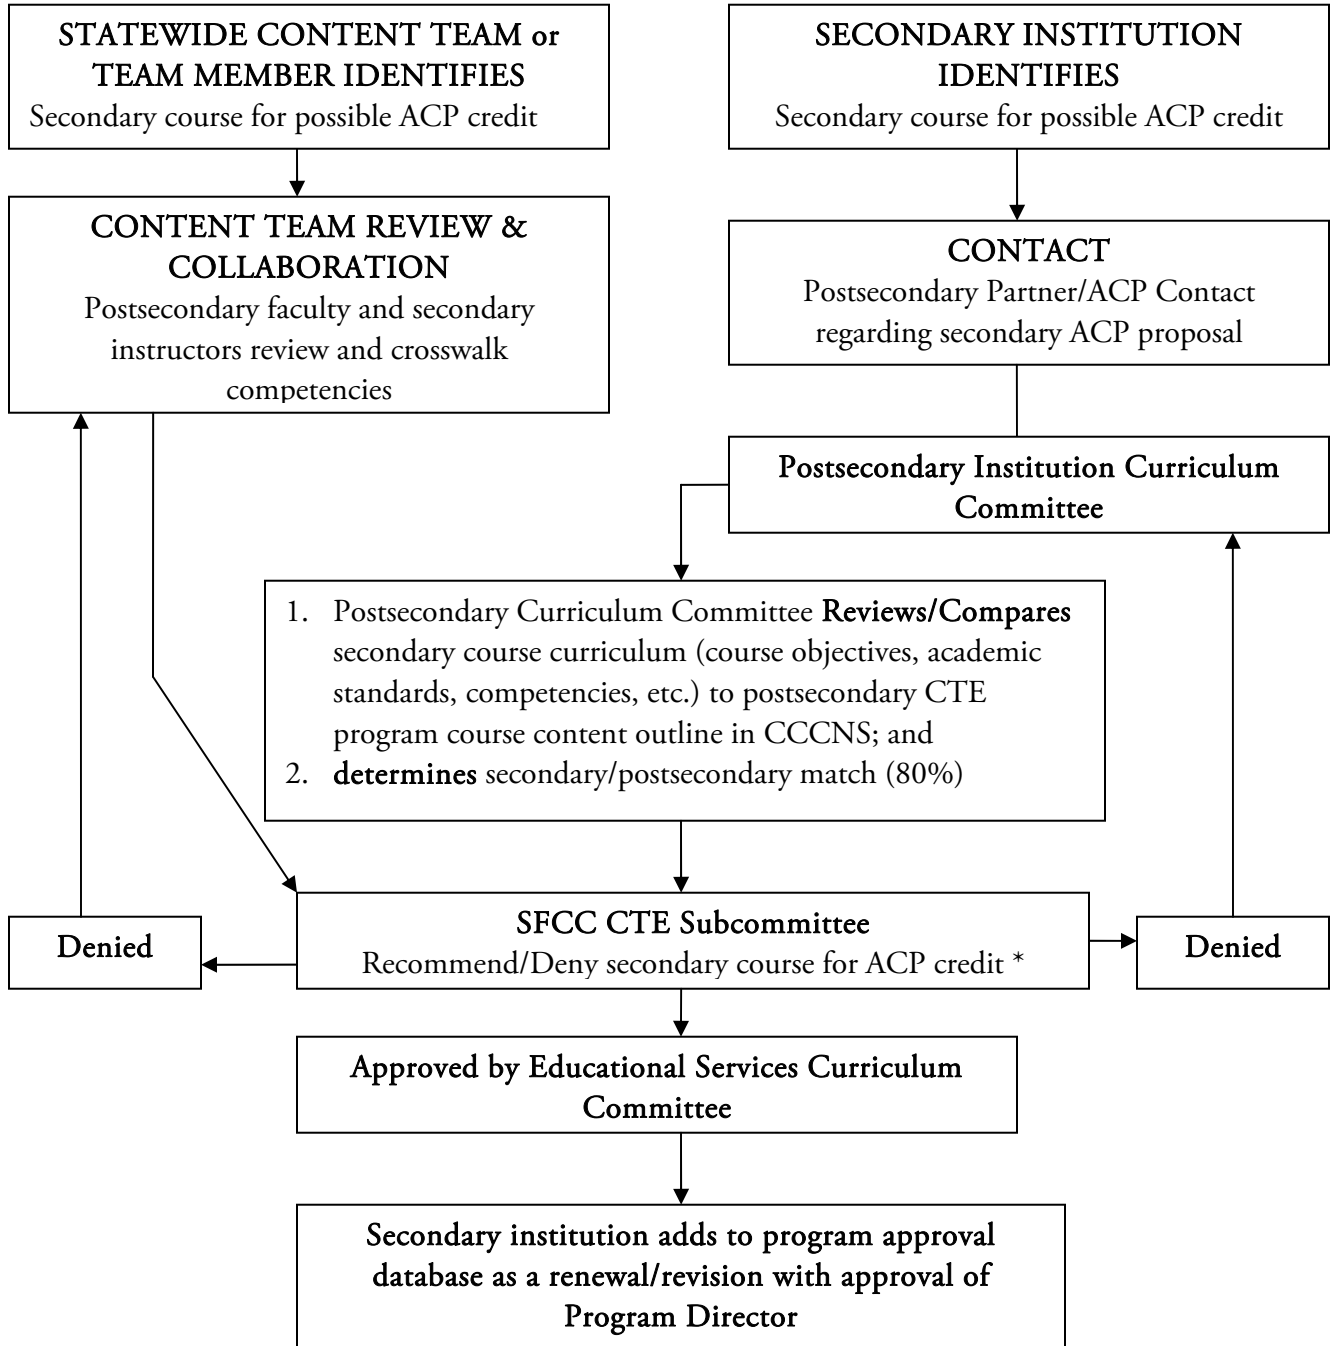 STATEWIDE CONTENT TEAM or
TEAM MEMBER IDENTIFIES
Secondary course for possible ACP credit
SECONDARY INSTITUTION
IDENTIFIES
Secondary course for possible ACP credit
CONTENT TEAM REVIEW &
COLLABORATION
Postsecondary faculty and secondary
instructors review and crosswalk
competencies
CONTACT
Postsecondary Partner/ACP Contact
regarding secondary ACP proposal
Postsecondary Institution Curriculum
Committee
1. Postsecondary Curriculum Committee Reviews/Compares
secondary course curriculum (course objectives, academic
standards, competencies, etc.) to postsecondary CTE
program course content outline in CCCNS; and
2. determines secondary/postsecondary match (80%)
Denied
SFCC CTE Subcommittee
Recommend/Deny secondary course for ACP credit *
Denied
Approved by Educational Services Curriculum
Committee
Secondary institution adds to program approval
database as a renewal/revision with approval of
Program Director